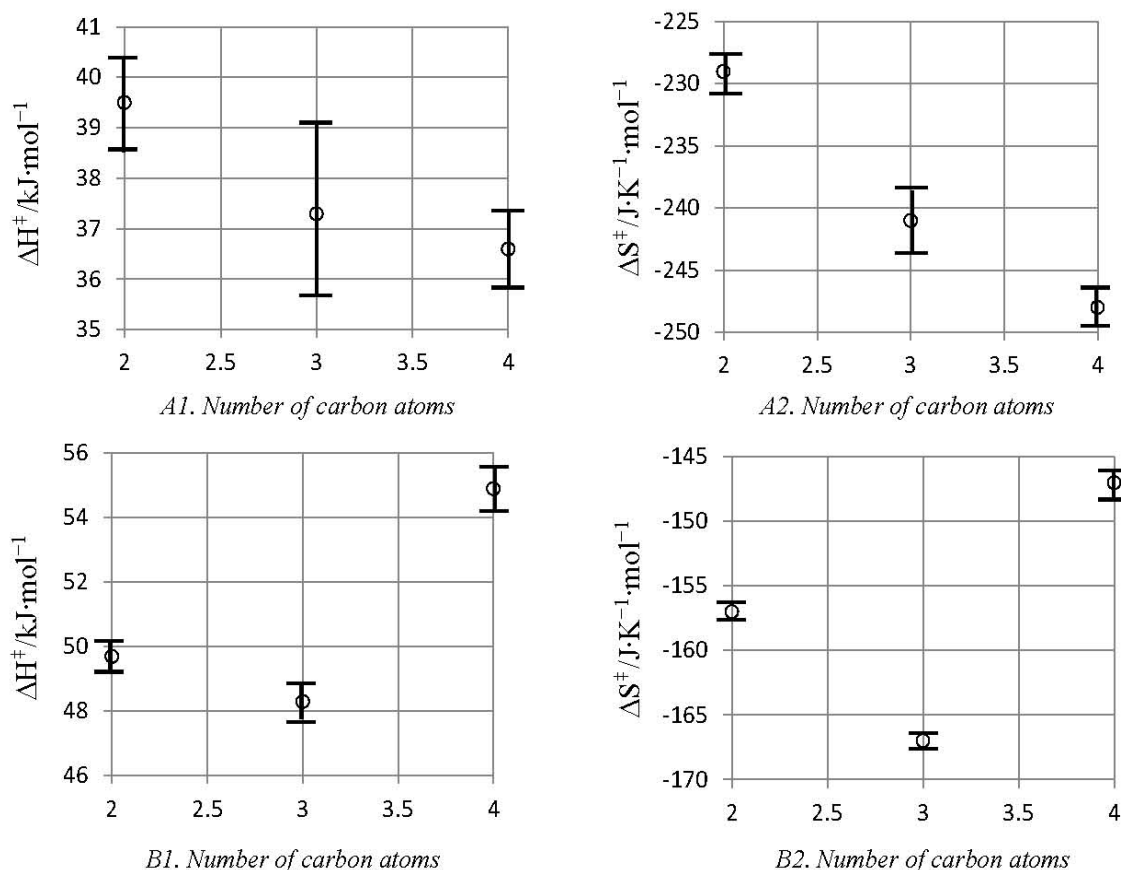 41
40
39
38
37
36
35
ΔH‡/kJ·mol⁻¹
2 2.5 3 3.5 4
A1. Number of carbon atoms
-225
-230
-235
-240
-245
-250
ΔS‡/J·K⁻¹·mol⁻¹
2 2.5 3 3.5 4
A2. Number of carbon atoms
56
54
52
50
48
46
ΔH‡/kJ·mol⁻¹
2 2.5 3 3.5 4
B1. Number of carbon atoms
-145
-150
-155
-160
-165
-170
ΔS‡/J·K⁻¹·mol⁻¹
2 2.5 3 3.5 4
B2. Number of carbon atoms